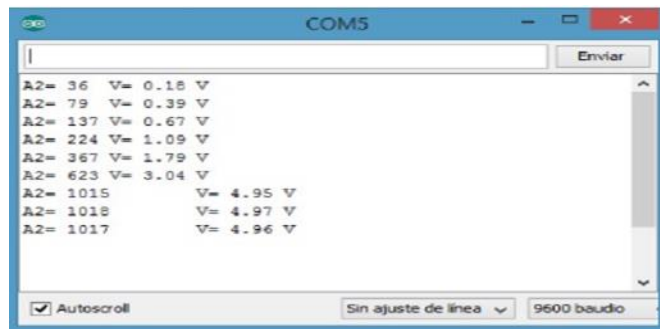 COM5
Enviar
A2= 36 V= 0.18 V
A2= 79 V= 0.39 V
A2= 137 V= 0.67 V
A2= 224 V= 1.09 V
A2= 367 V= 1.79 V
A2= 623 V= 3.04 V
A2= 1015 V= 4.95 V
A2= 1018 V= 4.97 V
A2= 1017 V= 4.96 V
Autoscroll Sin ajuste de línea 9600 baudio